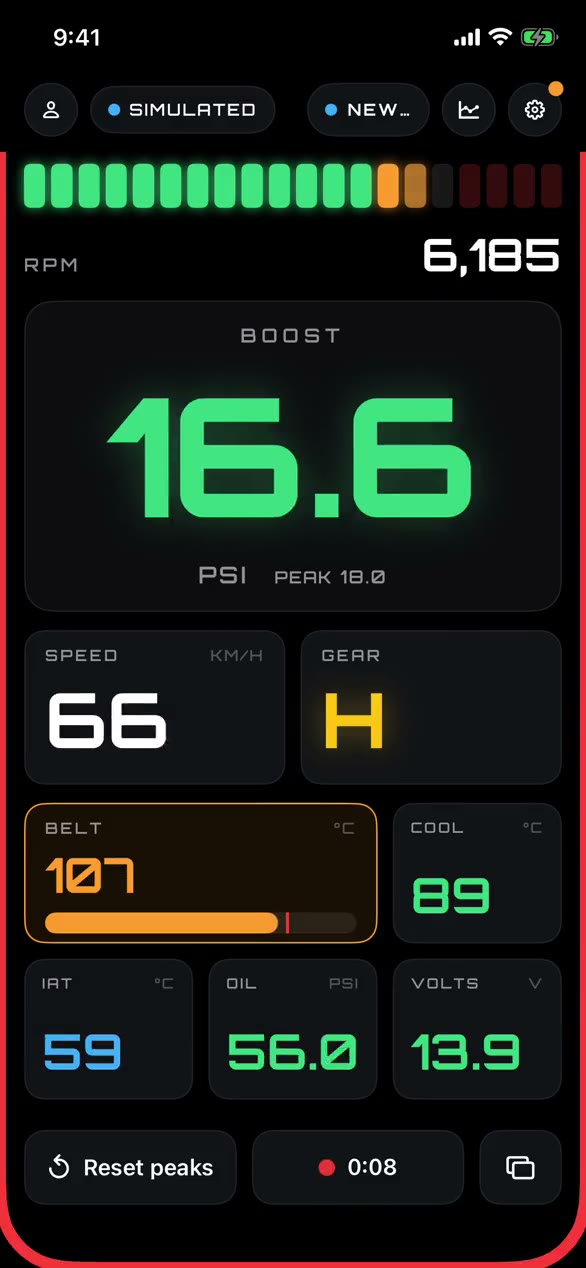 9:41
SIMULATED
NEW…
RPM
6,185
BOOST
16.6
PSI PEAK 18.0
SPEED KM/H
66
GEAR
H
BELT °C
107
COOL °C
89
IAT °C
59
OIL PSI
56.0
VOLTS V
13.9
Reset peaks
0:08